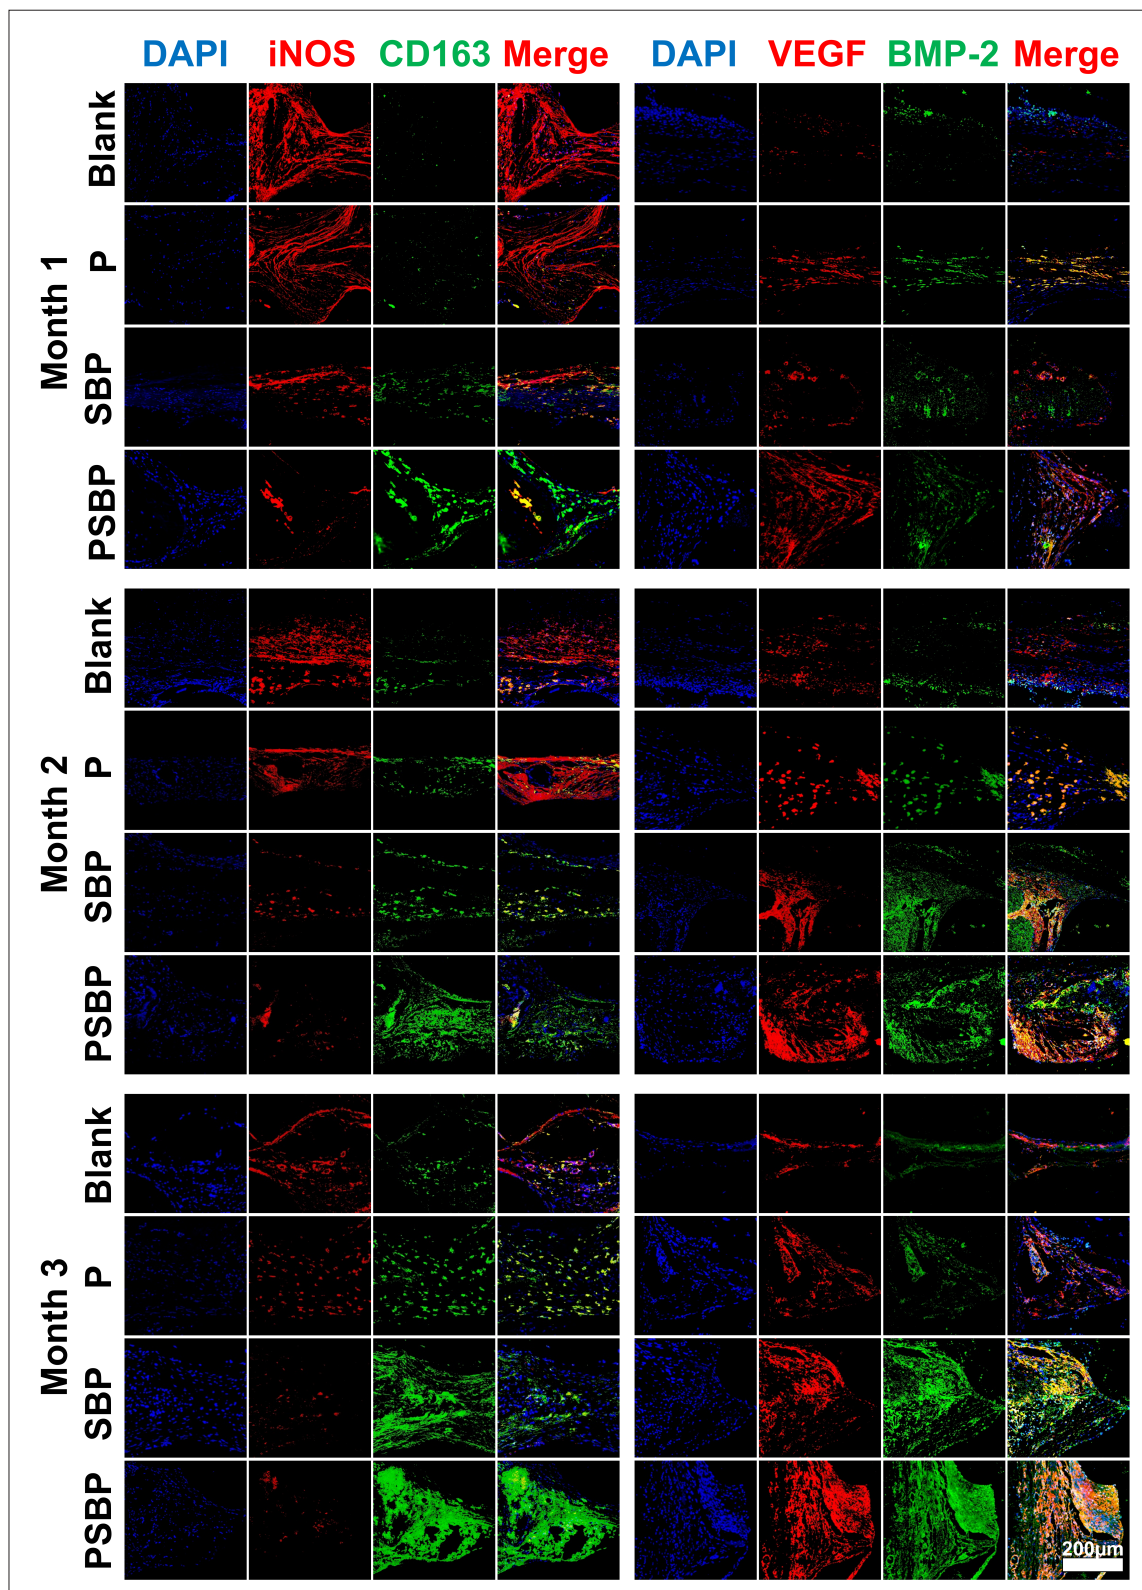 DAPI iNOS CD163 Merge DAPI VEGF BMP-2 Merge
Month 1
Blank
P
SBP
PSBP
Month 2
Blank
P
SBP
PSBP
Month 3
Blank
P
SBP
PSBP
200μm